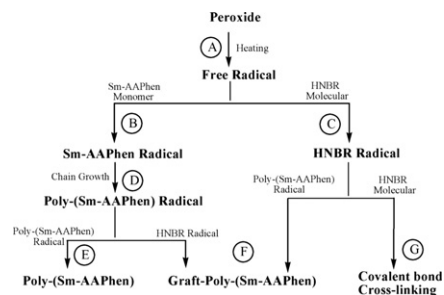 Peroxide
A Heating
Free Radical
Sm-AAPhen
Monomer
HNBR
Molecular
B
C
Sm-AAPhen Radical
HNBR Radical
Chain Growth D
Poly-(Sm-AAPhen)
Radical
HNBR
Molecular
Poly-(Sm-AAPhen) Radical
Poly-(Sm-AAPhen)
Radical
E
HNBR Radical
F
G
Poly-(Sm-AAPhen)
Graft-Poly-(Sm-AAPhen)
Covalent bond
Cross-linking